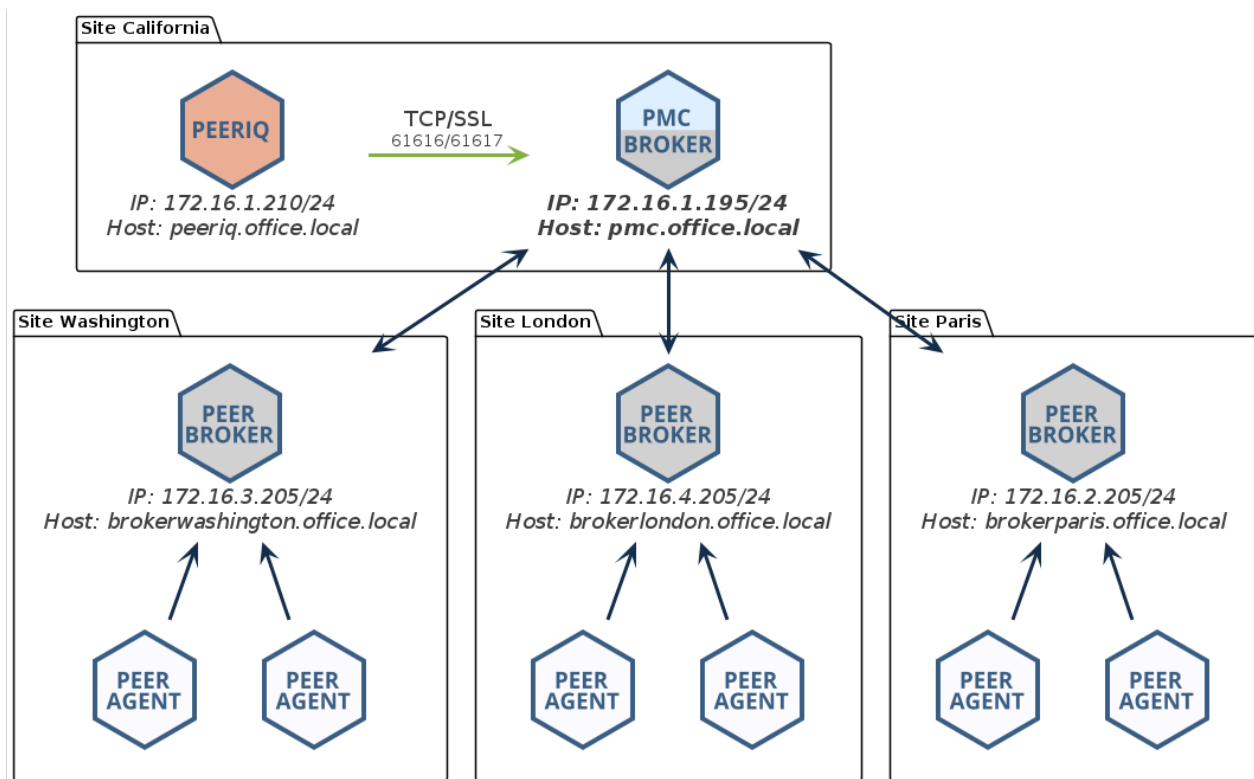 Site California
PEERIQ
TCP/SSL
61616/61617
PMC
BROKER
IP: 172.16.1.210/24
Host: peeriq.office.local
IP: 172.16.1.195/24
Host: pmc.office.local
Site Washington
PEER
BROKER
IP: 172.16.3.205/24
Host: brokerwashington.office.local
PEER
AGENT
PEER
AGENT
Site London
PEER
BROKER
IP: 172.16.4.205/24
Host: brokerlondon.office.local
PEER
AGENT
PEER
AGENT
Site Paris
PEER
BROKER
IP: 172.16.2.205/24
Host: brokerparis.office.local
PEER
AGENT
PEER
AGENT